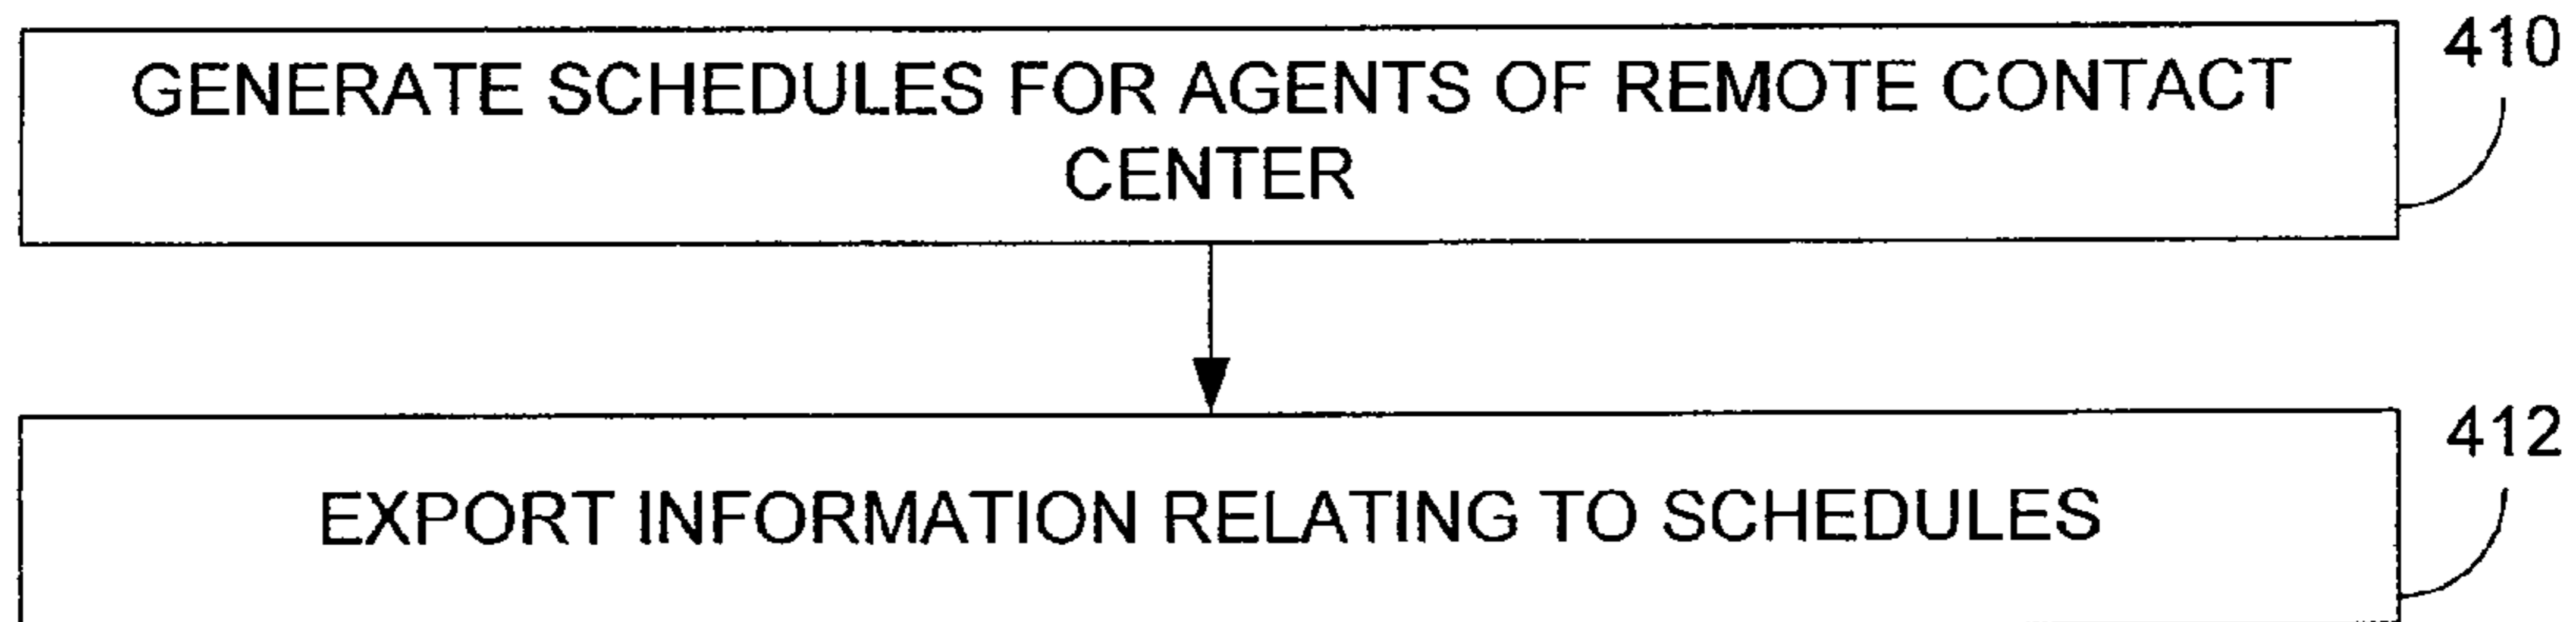 410
GENERATE SCHEDULES FOR AGENTS OF REMOTE CONTACT
CENTER
412
EXPORT INFORMATION RELATING TO SCHEDULES